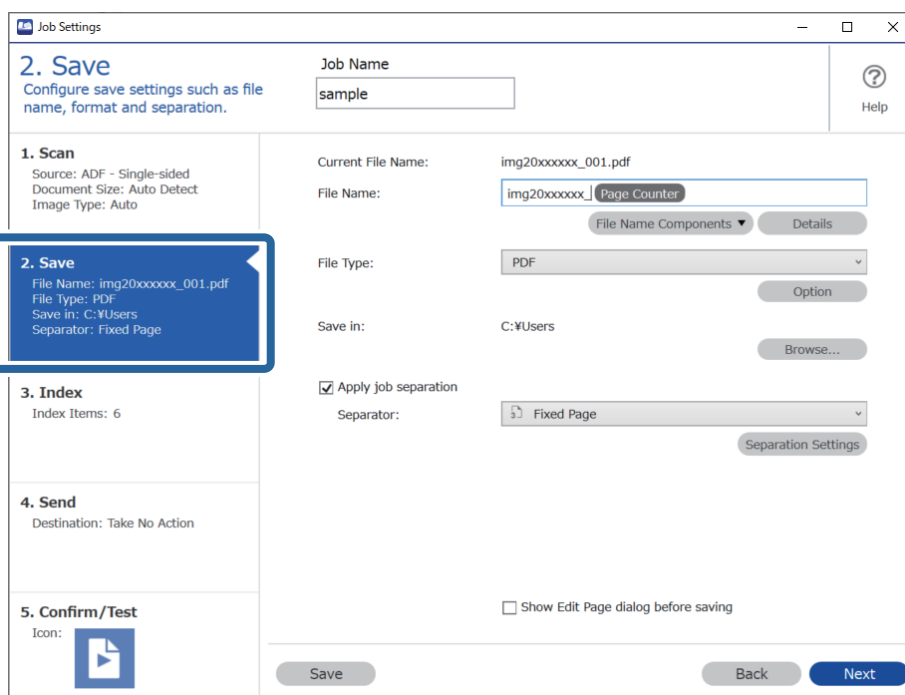 Job Settings
2. Save
Configure save settings such as file
name, format and separation.
Job Name
sample
?
Help
1. Scan
Source: ADF - Single-sided
Document Size: Auto Detect
Image Type: Auto
2. Save
File Name: img20xxxxxx_001.pdf
File Type: PDF
Save in: C:¥Users
Separator: Fixed Page
3. Index
Index Items: 6
4. Send
Destination: Take No Action
5. Confirm/Test
Icon:
Current File Name: img20xxxxxx_001.pdf
File Name: img20xxxxxx_ Page Counter
File Name Components ▼ Details
File Type: PDF
Option
Save in: C:¥Users
Browse...
Apply job separation
Separator: 3 Fixed Page
Separation Settings
Show Edit Page dialog before saving
Save Back Next